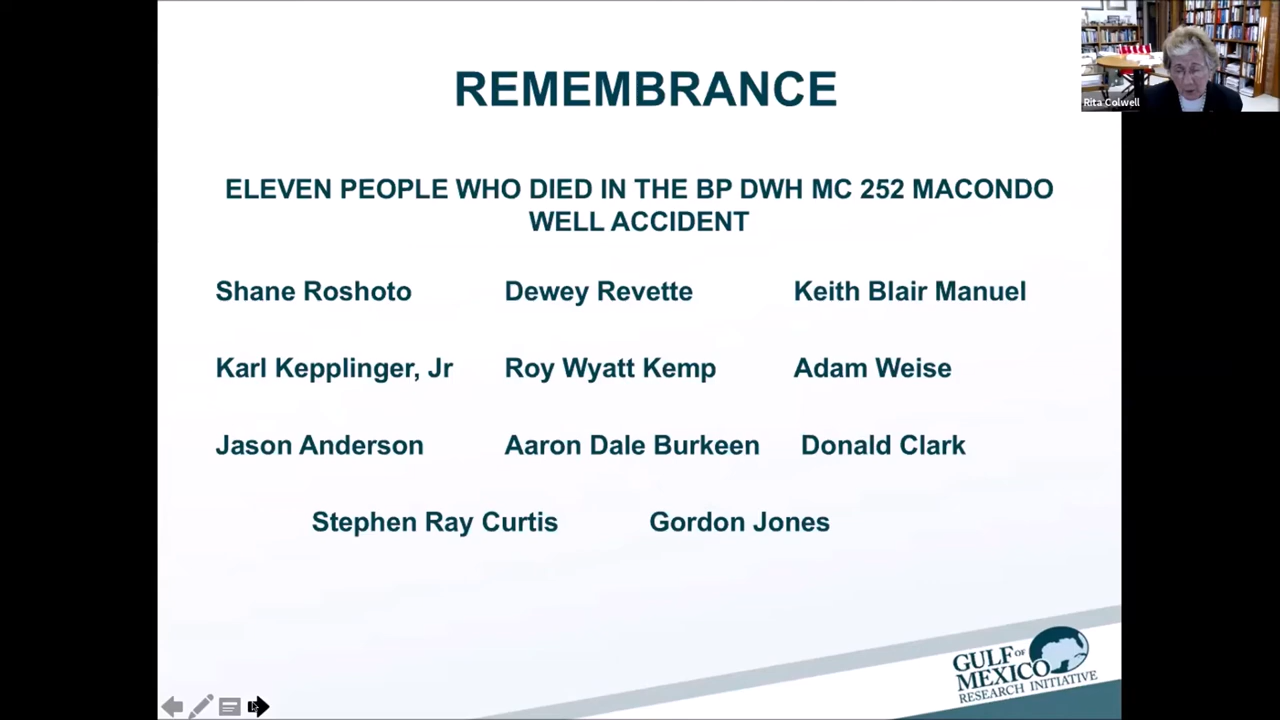 REMEMBRANCE
Rita Colwell
ELEVEN PEOPLE WHO DIED IN THE BP DWH MC 252 MACONDO
WELL ACCIDENT
Shane Roshoto Dewey Revette Keith Blair Manuel
Karl Kepplinger, Jr Roy Wyatt Kemp Adam Weise
Jason Anderson Aaron Dale Burkeen Donald Clark
Stephen Ray Curtis Gordon Jones
GULF OF
MEXICO
RESEARCH INITIATIVE